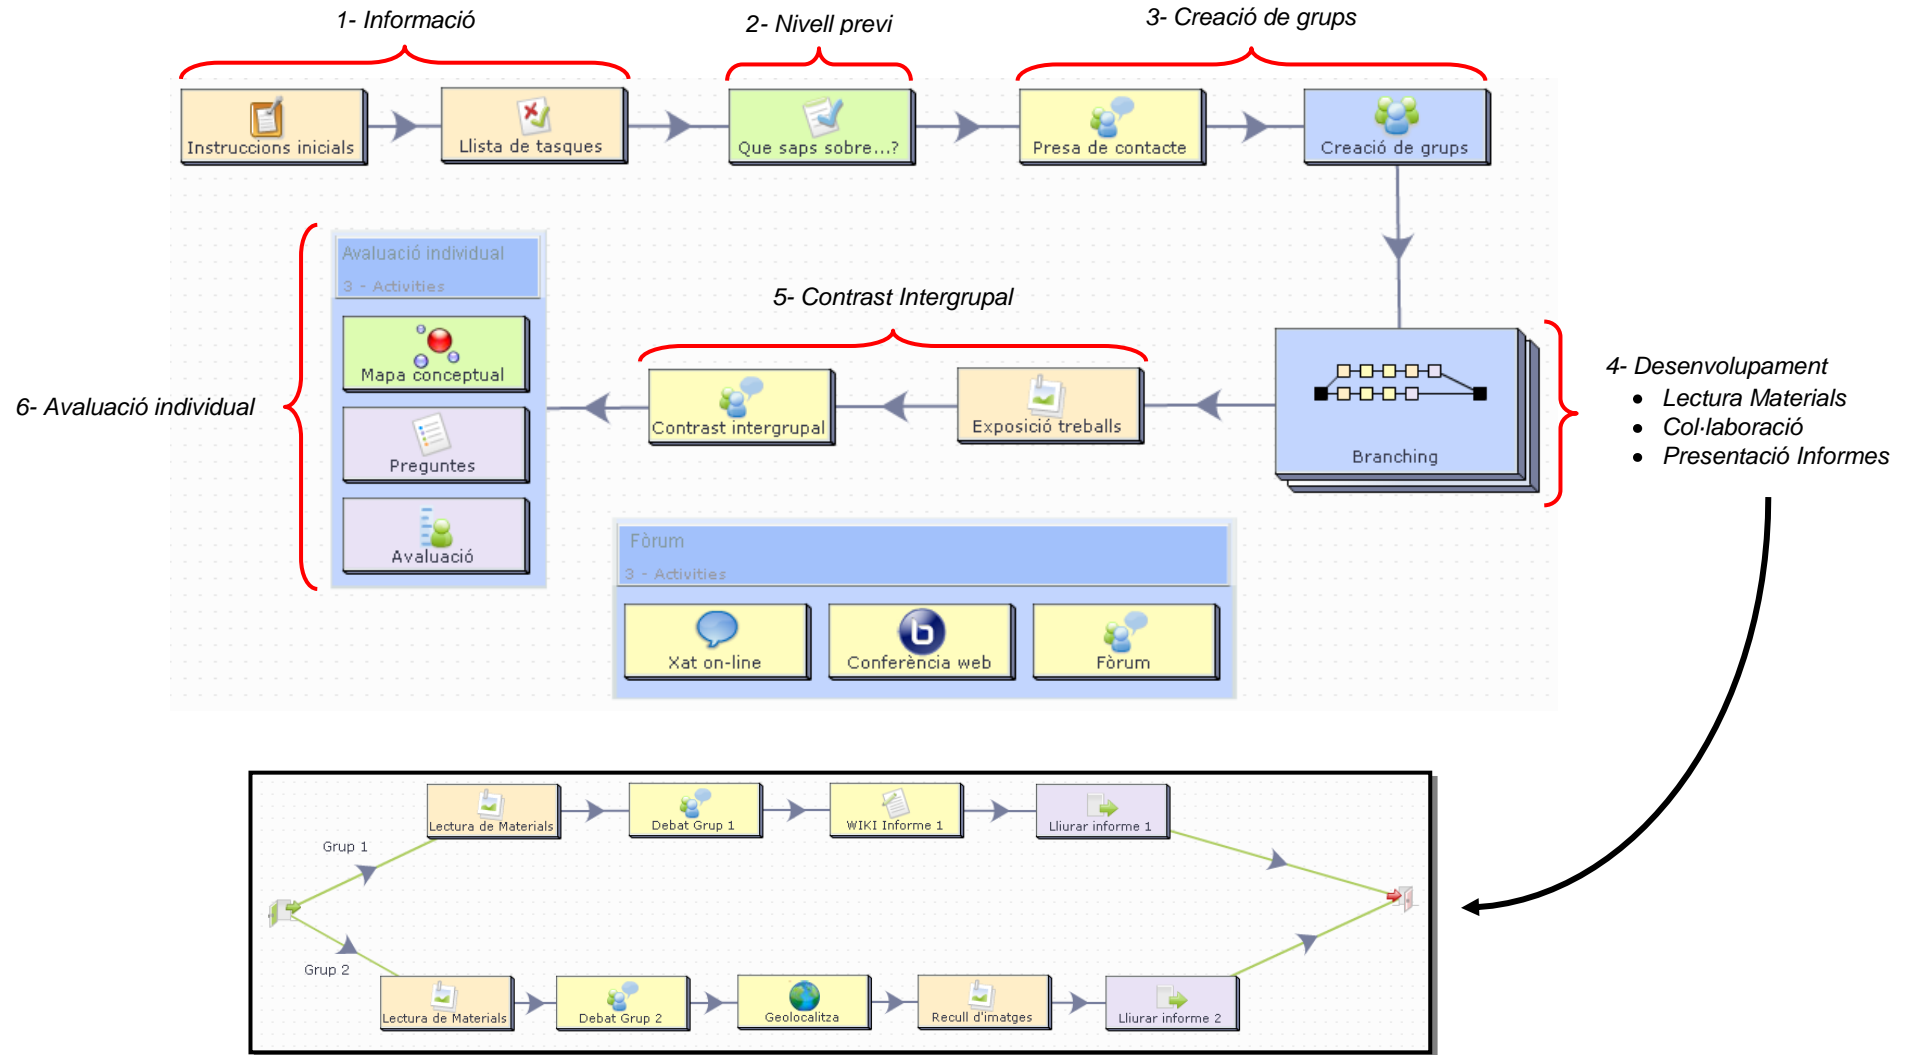 1- Informació
2- Nivell previ
3- Creació de grups
Instruccions inicials
Llista de tasques
Que saps sobre...?
Presa de contacte
Creació de grups
Avaluació individual
3 - Activities
Mapa conceptual
Preguntes
Avaluació
6- Avaluació individual
5- Contrast Intergrupal
Contrast intergrupal
Exposició treballs
Branching
4- Desenvolupament
• Lectura Materials
• Col·laboració
• Presentació Informes
Fòrum
3 - Activities
Xat on-line
Conferència web
Fòrum
Grup 1
Lectura de Materials
Debat Grup 1
WIKI Informe 1
Lliurar informe 1
Grup 2
Lectura de Materials
Debat Grup 2
Geolocalitza
Recull d'imatges
Lliurar informe 2